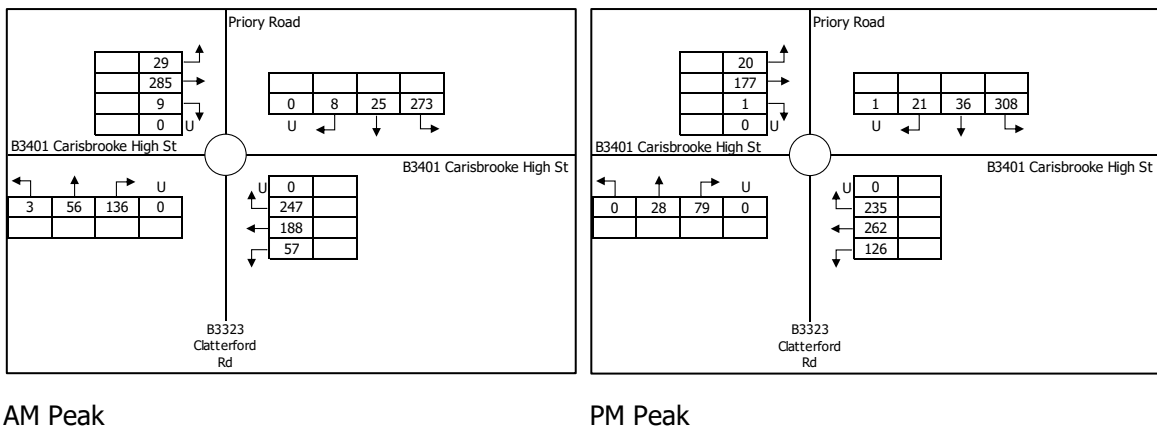 Priory Road
29
285
9
0 U
0 8 25 273
U
B3401 Carisbrooke High St
B3401 Carisbrooke High St
U
3 56 136 0
U 0
247
188
57
B3323
Clatterford
Rd
AM Peak
Priory Road
20
177
1
0 U
1 21 36 308
U
B3401 Carisbrooke High St
B3401 Carisbrooke High St
U
0 28 79 0
U 0
235
262
126
B3323
Clatterford
Rd
PM Peak